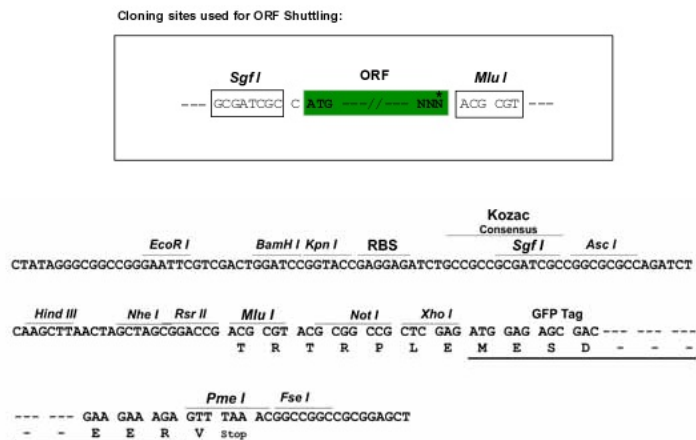 Cloning sites used for ORF Shuttling:
Sgf I ORF Mlu I
--- GCGATCGC C ATG ---//--- NNN* ACG CGT ---
Kozac
Consensus
EcoR I BamH I Kpn I RBS Sgf I Asc I
CTATAGGGCGGCCGGGAATTCGTCGACTGGATCCGGTACCGAGGAGATCTGCCGCCGCGATCGCCGGCGCGCCAGATCT
Hind III Nhe I Rsr II Mlu I Not I Xho I GFP Tag
CAAGCTTAACTAGCTAGCGGACCG ACG CGT ACG CGG CCG CTC GAG ATG GAG AGC GAC--- ------
T R T R P L E M E S D - - -
Pme I Fse I
--- --- GAA GAA AGA GTT TAA ACGGCCGGCCGCGGAGCT
- - E E R V Stop